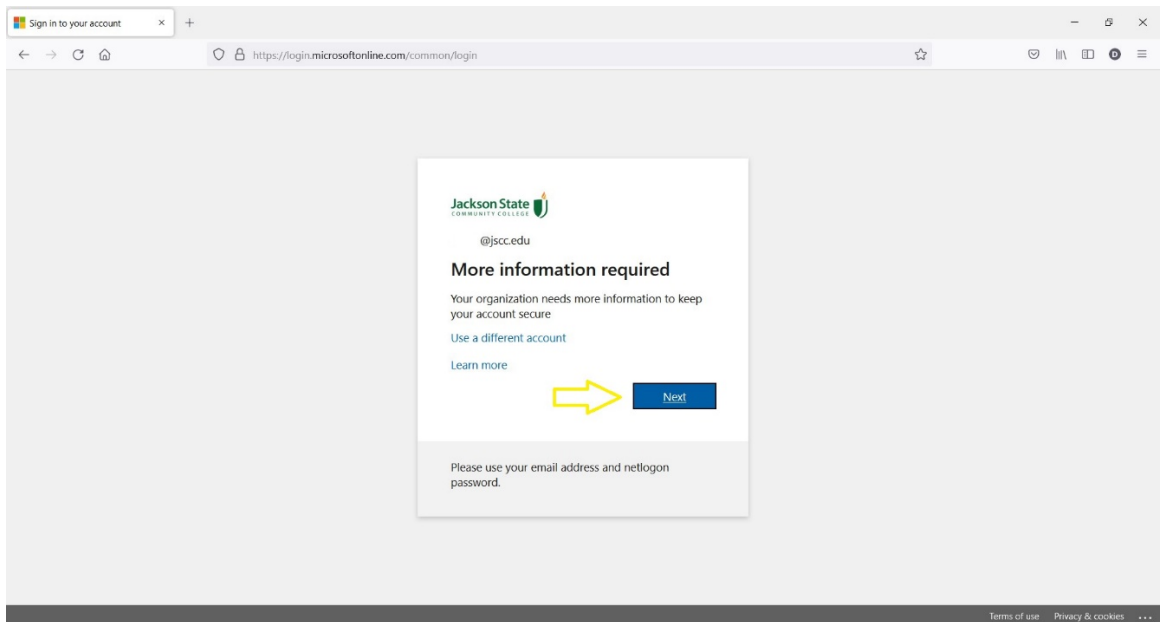 Sign in to your account
https://login.microsoftonline.com/common/login
Jackson State
COMMUNITY COLLEGE
@jscc.edu
More information required
Your organization needs more information to keep
your account secure
Use a different account
Learn more
Next
Please use your email address and netlogon
password.
Terms of use Privacy & cookies ...